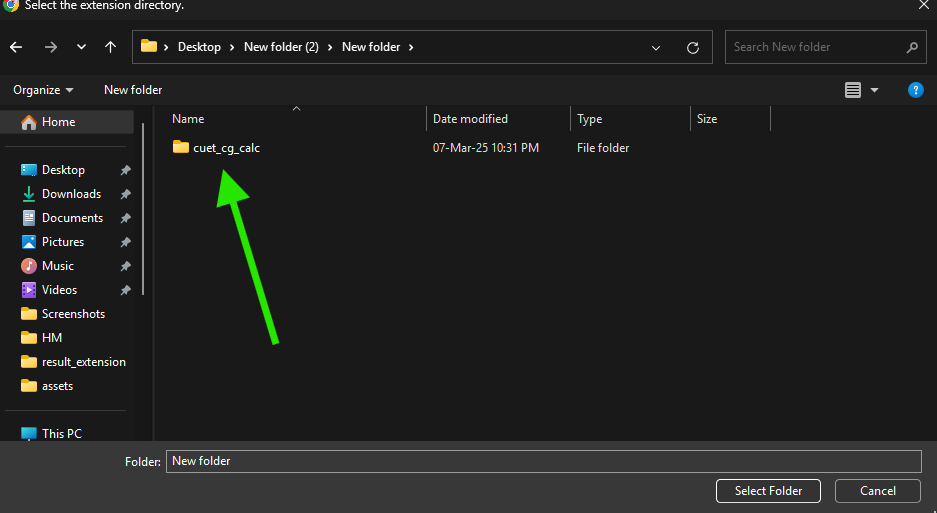 Select the extension directory.
Desktop New folder (2) New folder
Search New folder
Organize New folder
Name Date modified Type Size
Home
cuet_cg_calc 07-Mar-25 10:31 PM File folder
Desktop
Downloads
Documents
Pictures
Music
Videos
Screenshots
HM
result_extension
assets
This PC
Folder: New folder
Select Folder Cancel